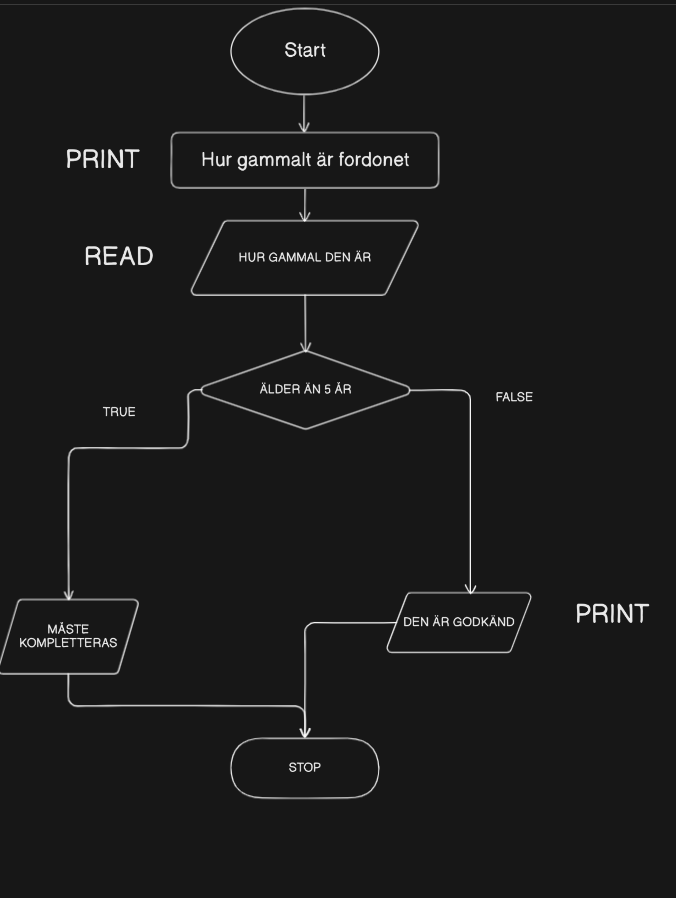 Start
PRINT
Hur gammalt är fordonet
READ
HUR GAMMAL DEN ÄR
ÄLDER ÄN 5 ÅR
TRUE
FALSE
MÅSTE
KOMPLETTERAS
DEN ÄR GODKÄND
PRINT
STOP